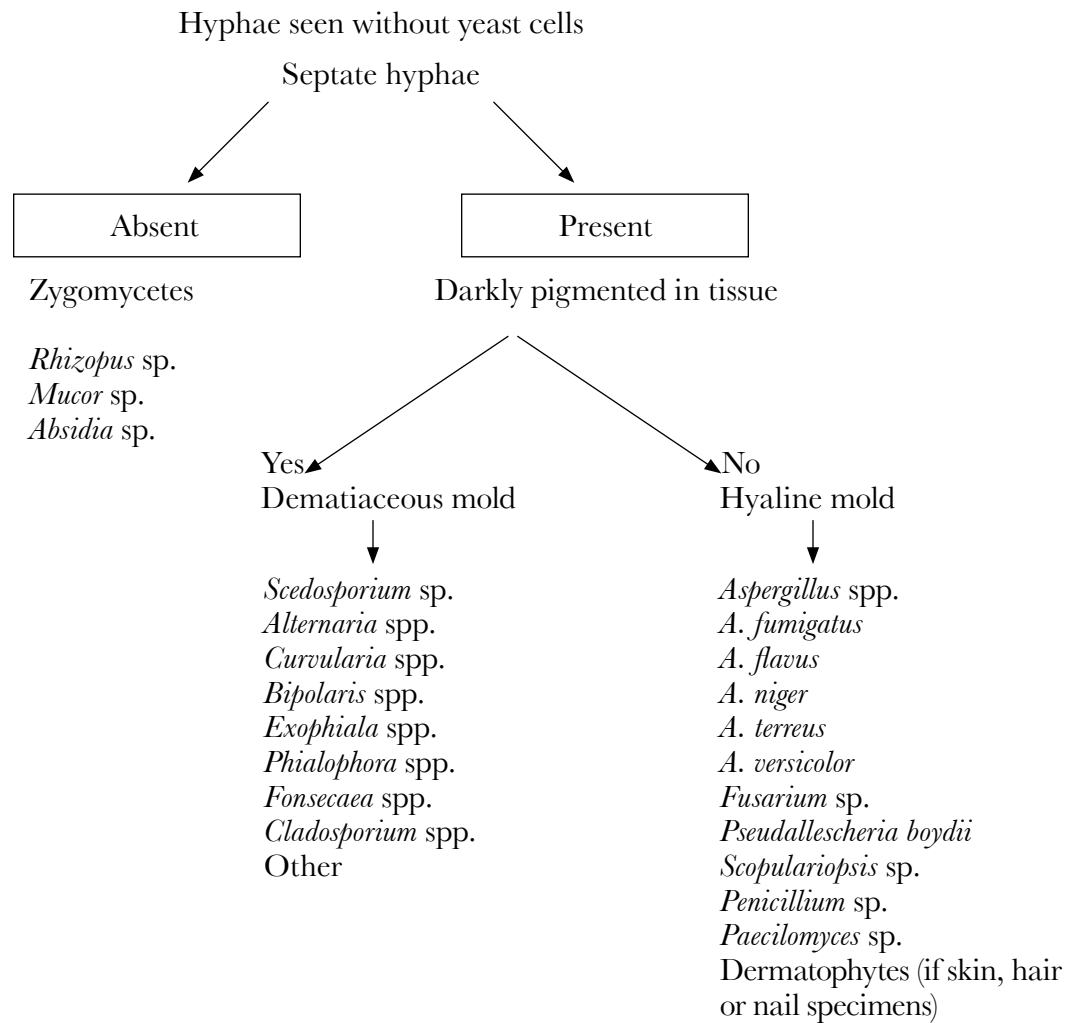 Hyphae seen without yeast cells
Septate hyphae
Absent
Present
Zygomycetes
Darkly pigmented in tissue
Rhizopus sp.
Mucor sp.
Absidia sp.
Yes
Dematiaceous mold
No
Hyaline mold
Scedosporium sp.
Alternaria spp.
Curvularia spp.
Bipolaris spp.
Exophiala spp.
Phialophora spp.
Fonsecaea spp.
Cladosporium spp.
Other
Aspergillus spp.
A. fumigatus
A. flavus
A. niger
A. terreus
A. versicolor
Fusarium sp.
Pseudallescheria boydii
Scopulariopsis sp.
Penicillium sp.
Paecilomyces sp.
Dermatophytes (if skin, hair
or nail specimens)